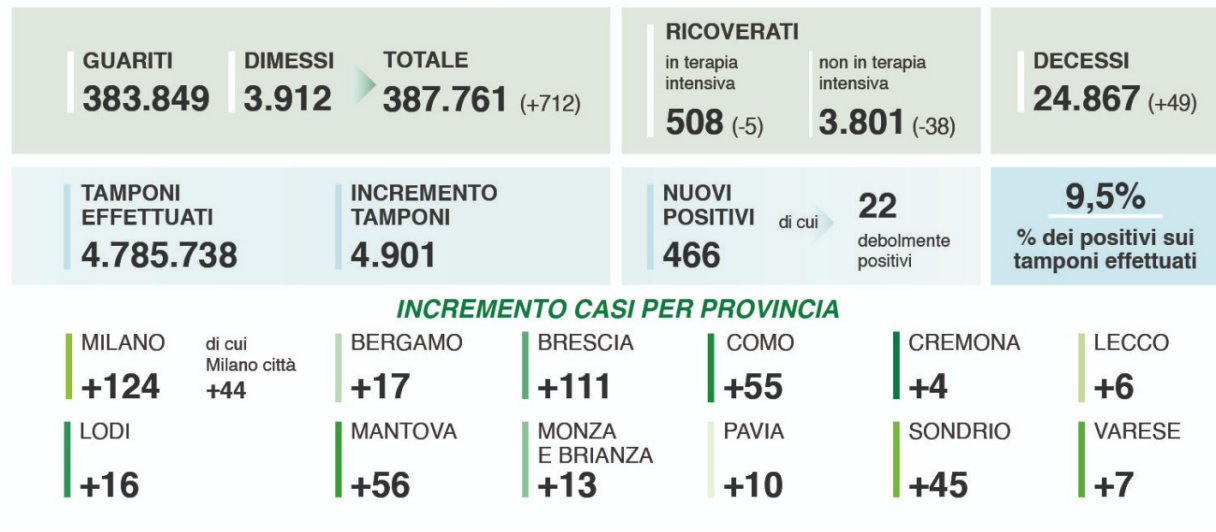 GUARITI
383.849
DIMESSI
3.912
TOTALE
387.761 (+712)
RICOVERATI
in terapia
intensiva
508 (-5)
non in terapia
intensiva
3.801 (-38)
DECESSI
24.867 (+49)
TAMPONI
EFFETTUATI
4.785.738
INCREMENTO
TAMPONI
4.901
NUOVI
POSITIVI
466
di cui
22
debolmente
positivi
9,5%
% dei positivi sui
tamponi effettuati
INCREMENTO CASI PER PROVINCIA
MILANO
+124
di cui
Milano città
+44
BERGAMO
+17
BRESCIA
+111
COMO
+55
CREMONA
+4
LECCO
+6
LODI
+16
MANTOVA
+56
MONZA
E BRIANZA
+13
PAVIA
+10
SONDRIO
+45
VARESE
+7